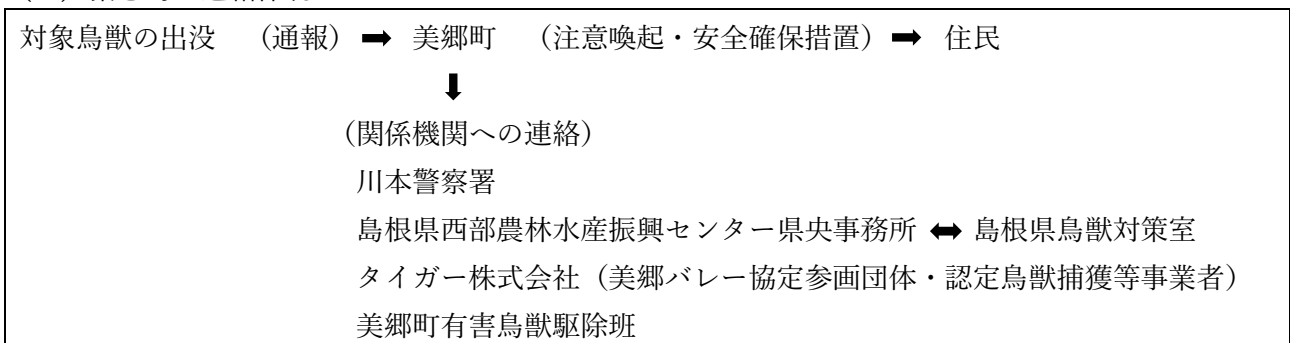 対象鳥獣の出没　（通報）➡ 美郷町　（注意喚起・安全確保措置）➡ 住民
⬇
（関係機関への連絡）
川本警察署
島根県西部農林水産振興センター県央事務所 ⬌ 島根県鳥獣対策室
タイガー株式会社（美郷バレー協定参画団体・認定鳥獣捕獲等事業者）
美郷町有害鳥獣駆除班